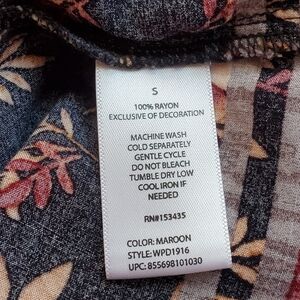 S
100% RAYON
EXCLUSIVE OF DECORATION
MACHINE WASH
COLD SEPARATELY
GENTLE CYCLE
DO NOT BLEACH
TUMBLE DRY LOW
COOL IRON IF
NEEDED
RN#153435
COLOR: MAROON
STYLE: WPD1916
UPC: 855698101030